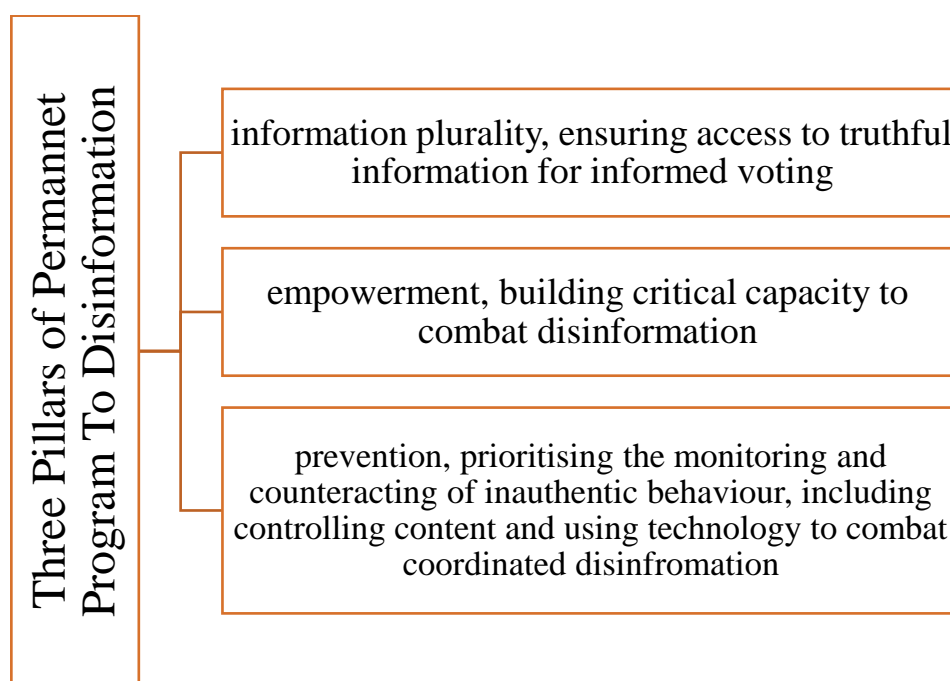 Three Pillars of Permannet
Program To Disinformation
information plurality, ensuring access to truthful
information for informed voting
empowerment, building critical capacity to
combat disinformation
prevention, prioritising the monitoring and
counteracting of inauthentic behaviour, including
controlling content and using technology to combat
coordinated disinfromation